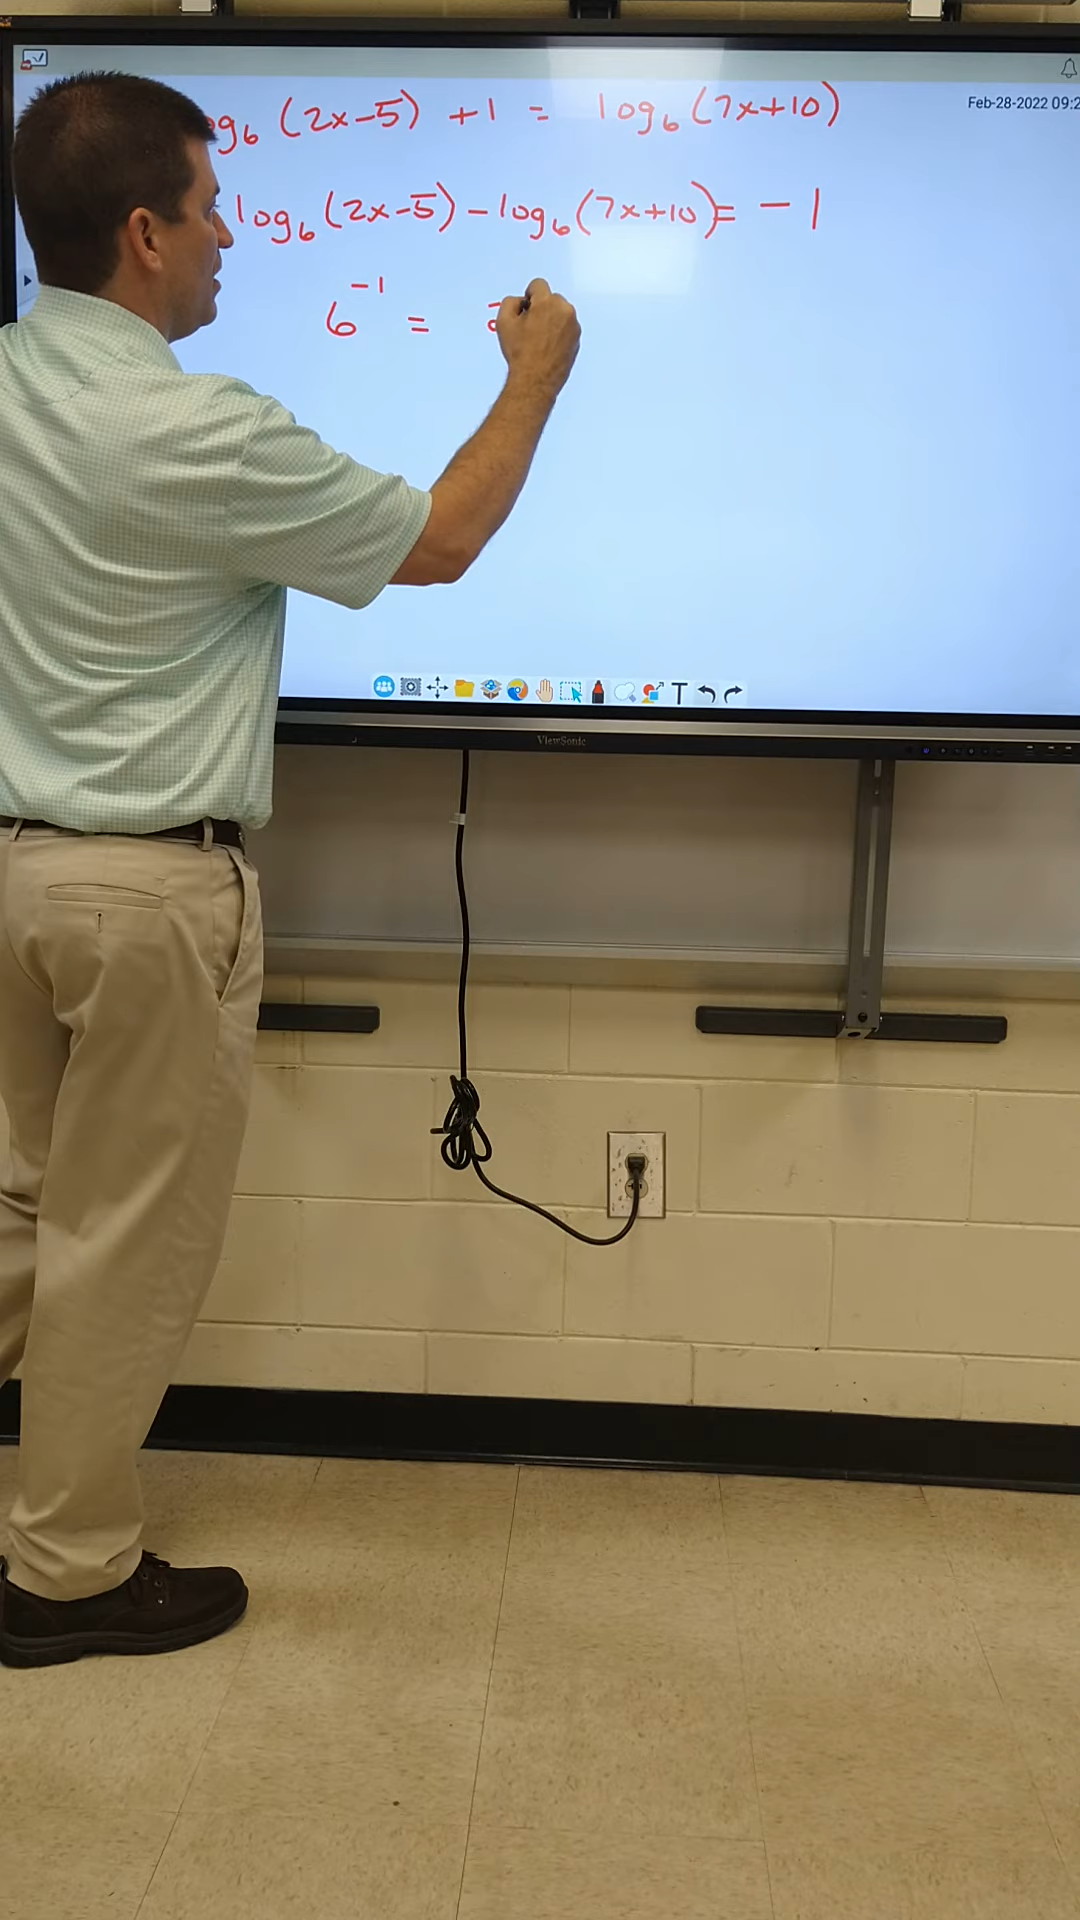 og₆ (2x-5) +1 = log₆ (7x+10)
Feb-28-2022 09:2
log₆ (2x-5) - log₆ (7x+10) = -1
6⁻¹ =
T
ViewSonic